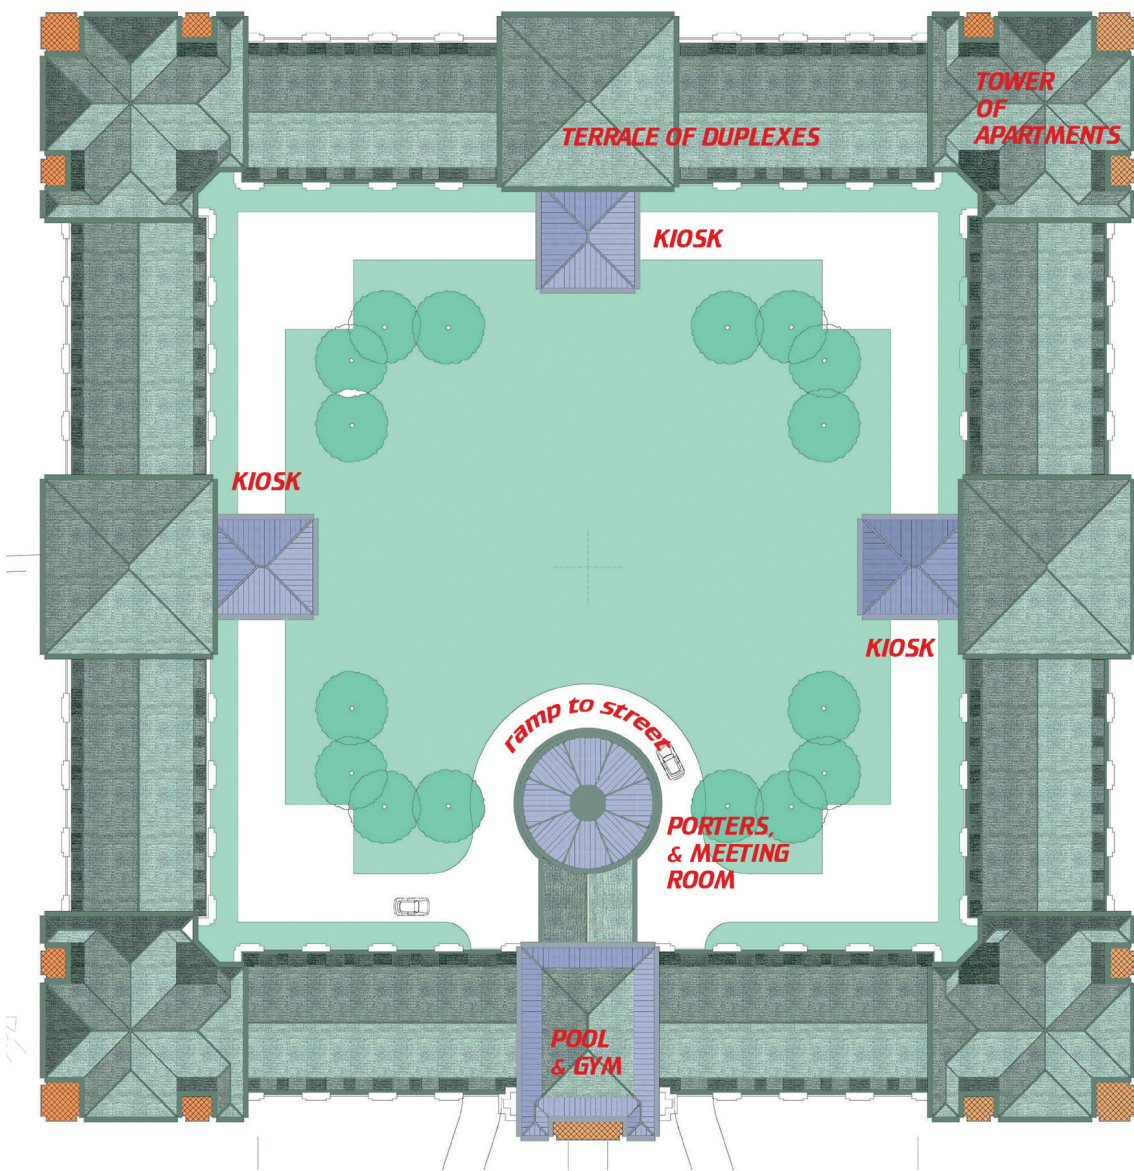 TOWER
OF
APARTMENTS
TERRACE OF DUPLEXES
KIOSK
KIOSK
KIOSK
ramp to street
PORTERS,
& MEETING
ROOM
POOL
& GYM